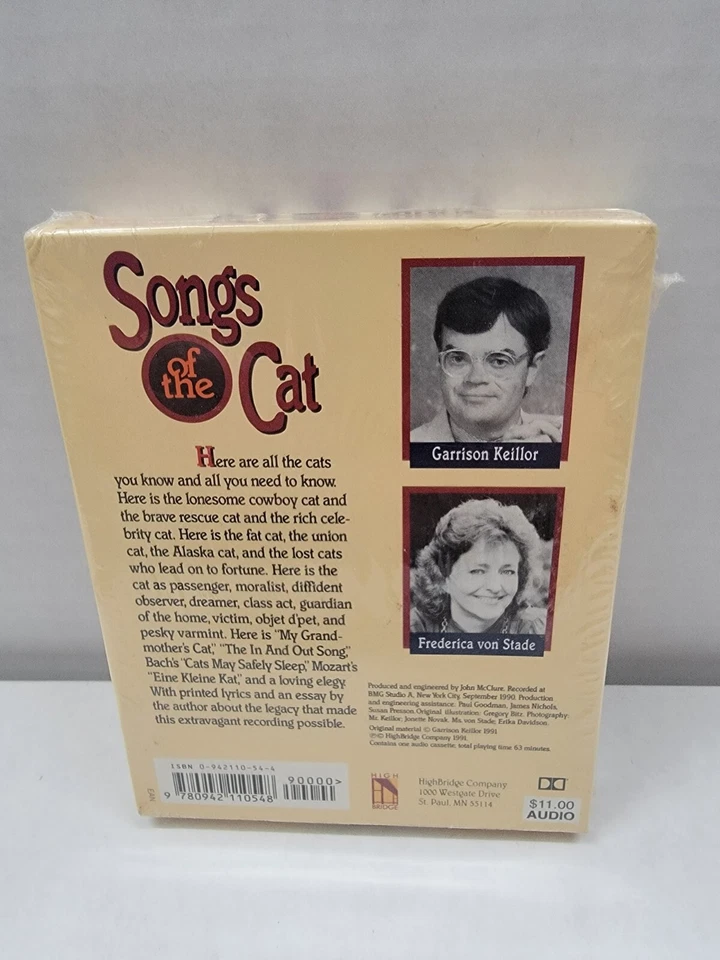 Songs
of
the
Cat
Here are all the cats
you know and all you need to know.
Here is the lonesome cowboy cat and
the brave rescue cat and the rich cele-
brity cat. Here is the fat cat, the union
cat, the Alaska cat, and the lost cats
who lead on to fortune. Here is the
cat as passenger, moralist, diffident
observer, dreamer, class act, guardian
of the home, victim, objet d'pet, and
pesky varmint. Here is "My Grand-
mother's Cat," "The In And Out Song,"
Bach's "Cats May Safely Sleep," Mozart's
"Eine Kleine Kat," and a loving elegy.
With printed lyrics and an essay by
the author about the legacy that made
this extravagant recording possible.
Garrison Keillor
Frederica von Stade
Produced and engineered by John McClure. Recorded at
BMG Studio A, New York City, September 1990. Production
and engineering assistance: Paul Goodman, James Nichols,
Susan Presson. Original illustration: Gregory Bitz. Photography:
Mr. Keillor; Jonette Novak. Ms. von Stade; Erika Davidson.
Original material © Garrison Keillor 1991
℗© HighBridge Company 1991.
Contains one audio cassette, total playing time 63 minutes.
ISBN 0-942110-54-4
90000>
EAN
9 780942 110548
HIGH
BRIDGE
HighBridge Company
1000 Westgate Drive
St. Paul, MN 55114
$11.00
AUDIO